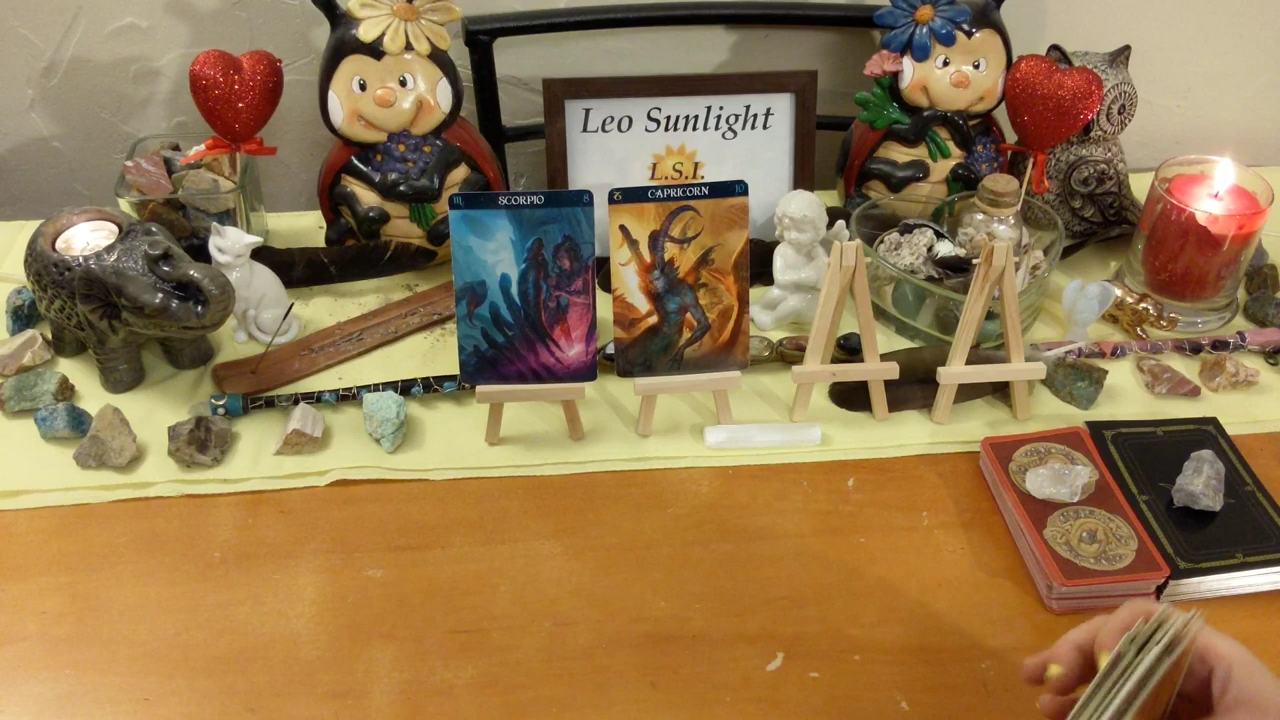 Leo Sunlight
L.S.I.
♏ SCORPIO 8
♑ CAPRICORN 10